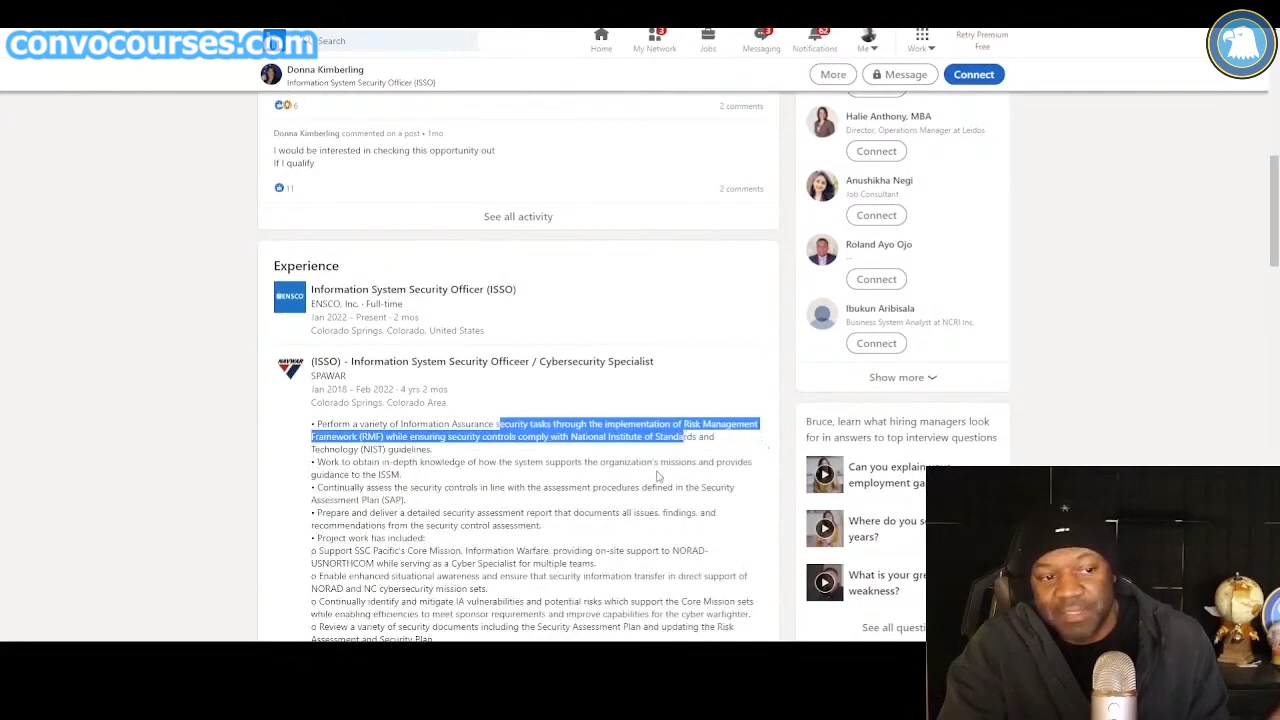 convocourses.com
Search
3
3
62
Home
My Network
Jobs
Messaging
Notifications
Me
Work
Retry Premium
Free
Donna Kimberling
Information System Security Officer (ISSO)
More
Message
Connect
6
2 comments
Donna Kimberling commented on a post • 1mo
I would be interested in checking this opportunity out
If I qualify
11
2 comments
See all activity
Experience
ENSCO
Information System Security Officer (ISSO)
ENSCO, Inc. · Full-time
Jan 2022 - Present · 2 mos
Colorado Springs, Colorado, United States
NAVWAR
(ISSO) - Information System Security Officeer / Cybersecurity Specialist
SPAWAR
Jan 2018 - Feb 2022 · 4 yrs 2 mos
Colorado Springs, Colorado Area
• Perform a variety of Information Assurance security tasks through the implementation of Risk Management
Framework (RMF) while ensuring security controls comply with National Institute of Standards and
Technology (NIST) guidelines.
• Work to obtain in-depth knowledge of how the system supports the organization's missions and provides
guidance to the ISSM.
• Continually assess the security controls in line with the assessment procedures defined in the Security
Assessment Plan (SAP).
• Prepare and deliver a detailed security assessment report that documents all issues, findings, and
recommendations from the security control assessment.
• Project work has included:
o Support SSC Pacific's Core Mission, Information Warfare, providing on-site support to NORAD-
USNORTHCOM while serving as a Cyber Specialist for multiple teams.
o Enable enhanced situational awareness and ensure that security information transfer in direct support of
NORAD and NC cybersecurity mission sets.
o Continually identify and mitigate IA vulnerabilities and potential risks which support the Core Mission sets
while enabling efficiencies to meet sponsor requirements and improve capabilities for the cyber warfighter.
o Review a variety of security documents including the Security Assessment Plan and updating the Risk
Assessment and Security Plan
Halie Anthony, MBA
Director, Operations Manager at Leidos
Connect
Anushikha Negi
Job Consultant
Connect
Roland Ayo Ojo
--
Connect
Ibukun Aribisala
Business System Analyst at NCRI Inc.
Connect
Show more
Bruce, learn what hiring managers look
for in answers to top interview questions
Can you explain
employment ga
Where do you s
years?
What is your gre
weakness?
See all questi